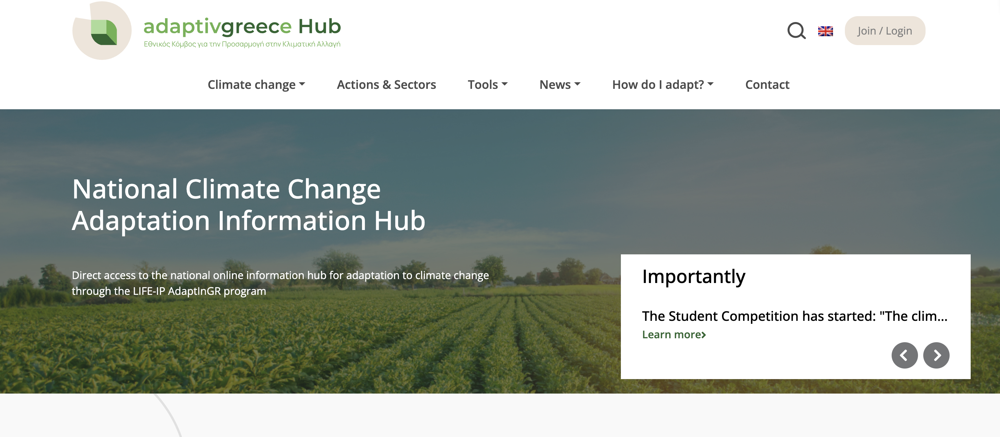 adaptivgreece Hub
Εθνικός Κόμβος για την Προσαρμογή στην Κλιματική Αλλαγή
Join / Login
Climate change
Actions & Sectors
Tools
News
How do I adapt?
Contact
National Climate Change
Adaptation Information Hub
Direct access to the national online information hub for adaptation to climate change
through the LIFE-IP AdaptInGR program
Importantly
The Student Competition has started: "The clim...
Learn more